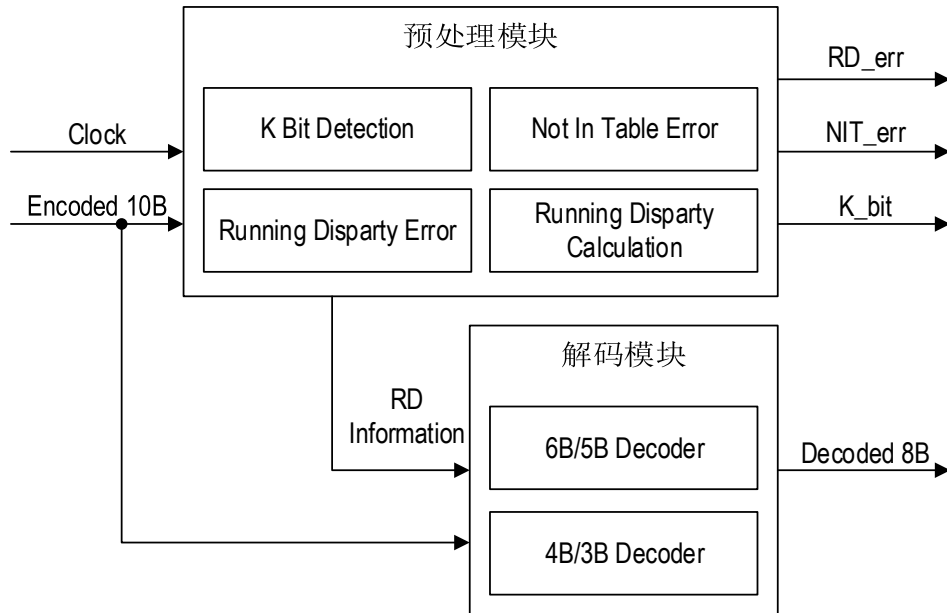 预处理模块
RD_err
K Bit Detection
Not In Table Error
Clock
NIT_err
Encoded 10B
Running Disparty Error
Running Disparty
Calculation
K_bit
解码模块
RD
Information
6B/5B Decoder
Decoded 8B
4B/3B Decoder